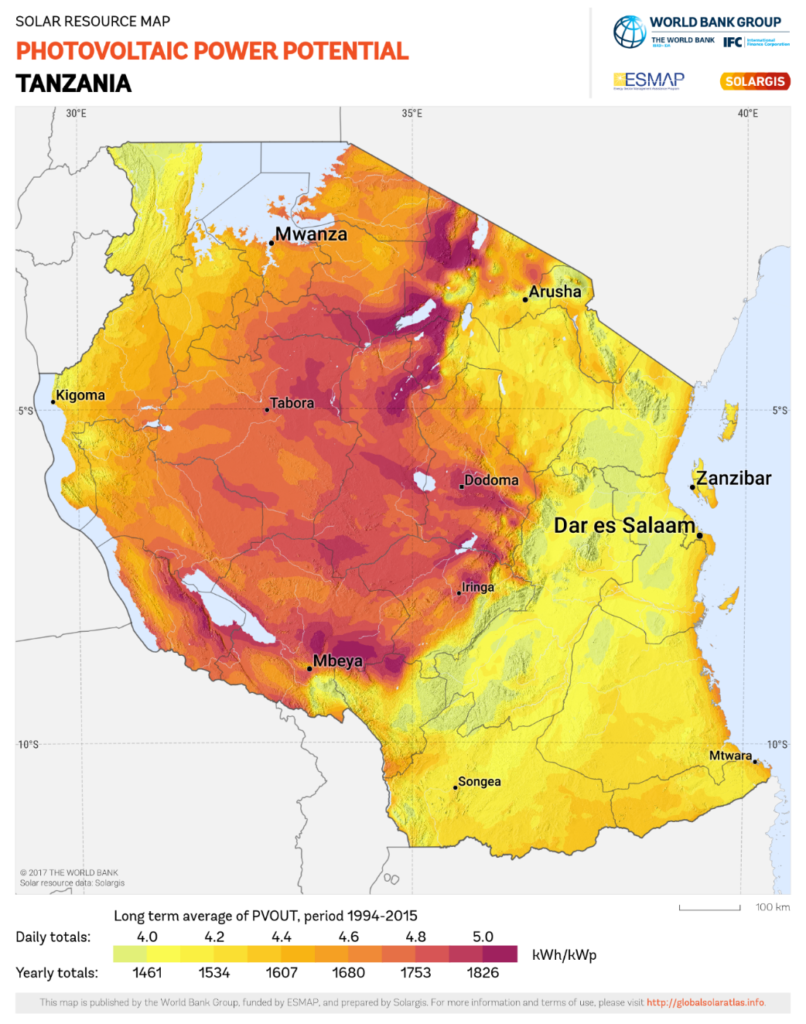 SOLAR RESOURCE MAP
PHOTOVOLTAIC POWER POTENTIAL
TANZANIA
WORLD BANK GROUP
THE WORLD BANK
IFC International
Finance Corporation
ESMAP
SOLARGIS
30°E
35°E
40°E
Mwanza
Arusha
Kigoma
Tabora
5°S
5°S
Dodoma
Zanzibar
Dar es Salaam
Iringa
Mbeya
10°S
10°S
Mtwara
Songea
© 2017 THE WORLD BANK
Solar resource data: Solargis
100 km
Long term average of PVOUT, period 1994-2015
Daily totals: 4.0 4.2 4.4 4.6 4.8 5.0
kWh/kWp
Yearly totals: 1461 1534 1607 1680 1753 1826
This map is published by the World Bank Group, funded by ESMAP, and prepared by Solargis. For more information and terms of use, please visit http://globalsolaratlas.info.